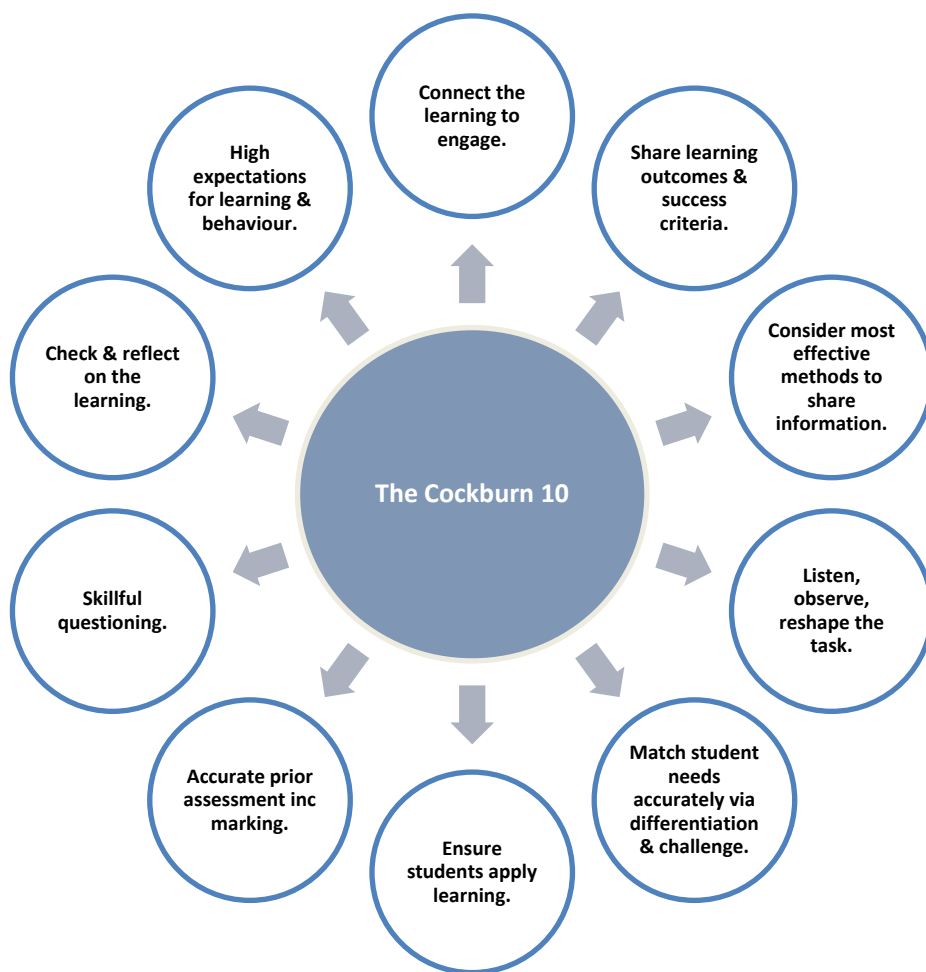 Connect the
learning to
engage.
Share learning
outcomes &
success
criteria.
Consider most
effective
methods to
share
information.
Listen,
observe,
reshape the
task.
Match student
needs
accurately via
differentiation
& challenge.
Ensure
students apply
learning.
Accurate prior
assessment inc
marking.
Skillful
questioning.
Check & reflect
on the
learning.
High
expectations
for learning &
behaviour.
The Cockburn 10